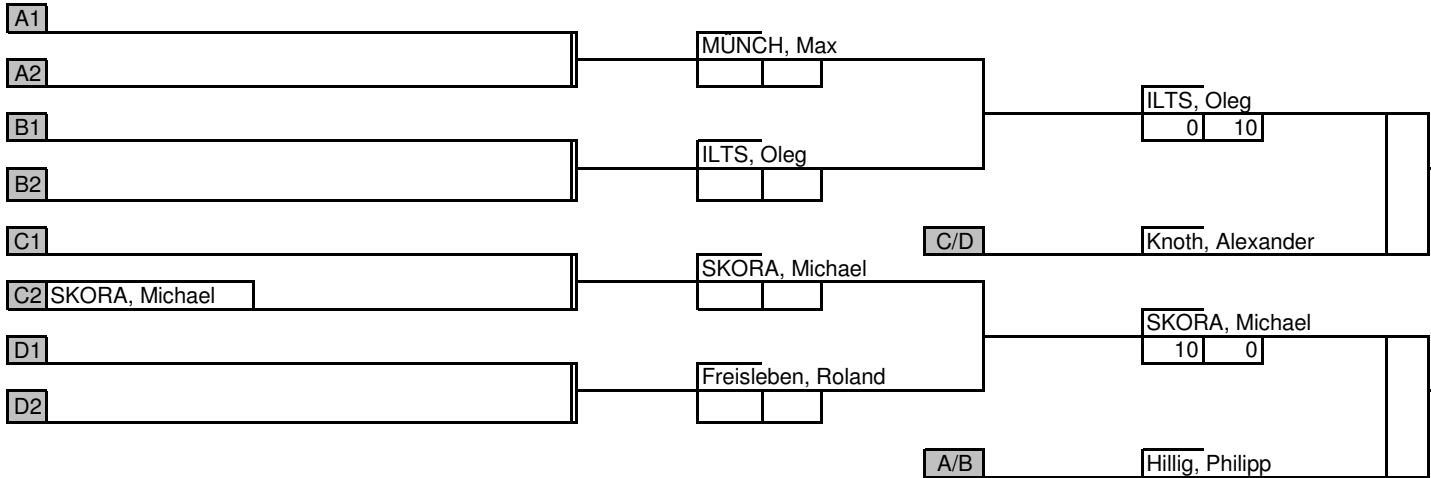 A1
MÜNCH, Max
A2
ILTS, Oleg
B1
0 10
ILTS, Oleg
B2
C1
C/D Knoth, Alexander
SKORA, Michael
C2 SKORA, Michael
SKORA, Michael
D1
10 0
Freisleben, Roland
D2
A/B Hillig, Philipp